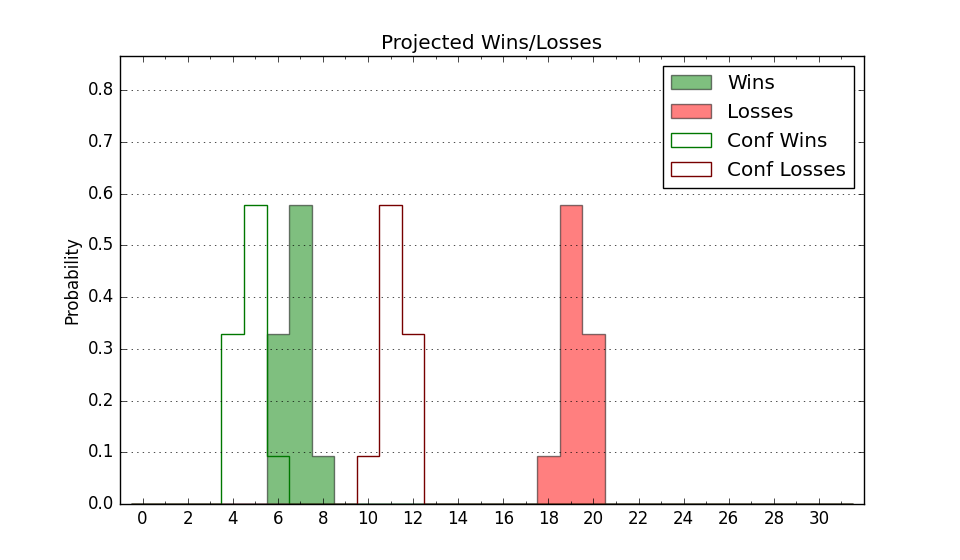 Projected Wins/Losses
Wins
Losses
Conf Wins
Conf Losses
Probability
0.8
0.7
0.6
0.5
0.4
0.3
0.2
0.1
0.0
0 2 4 6 8 10 12 14 16 18 20 22 24 26 28 30